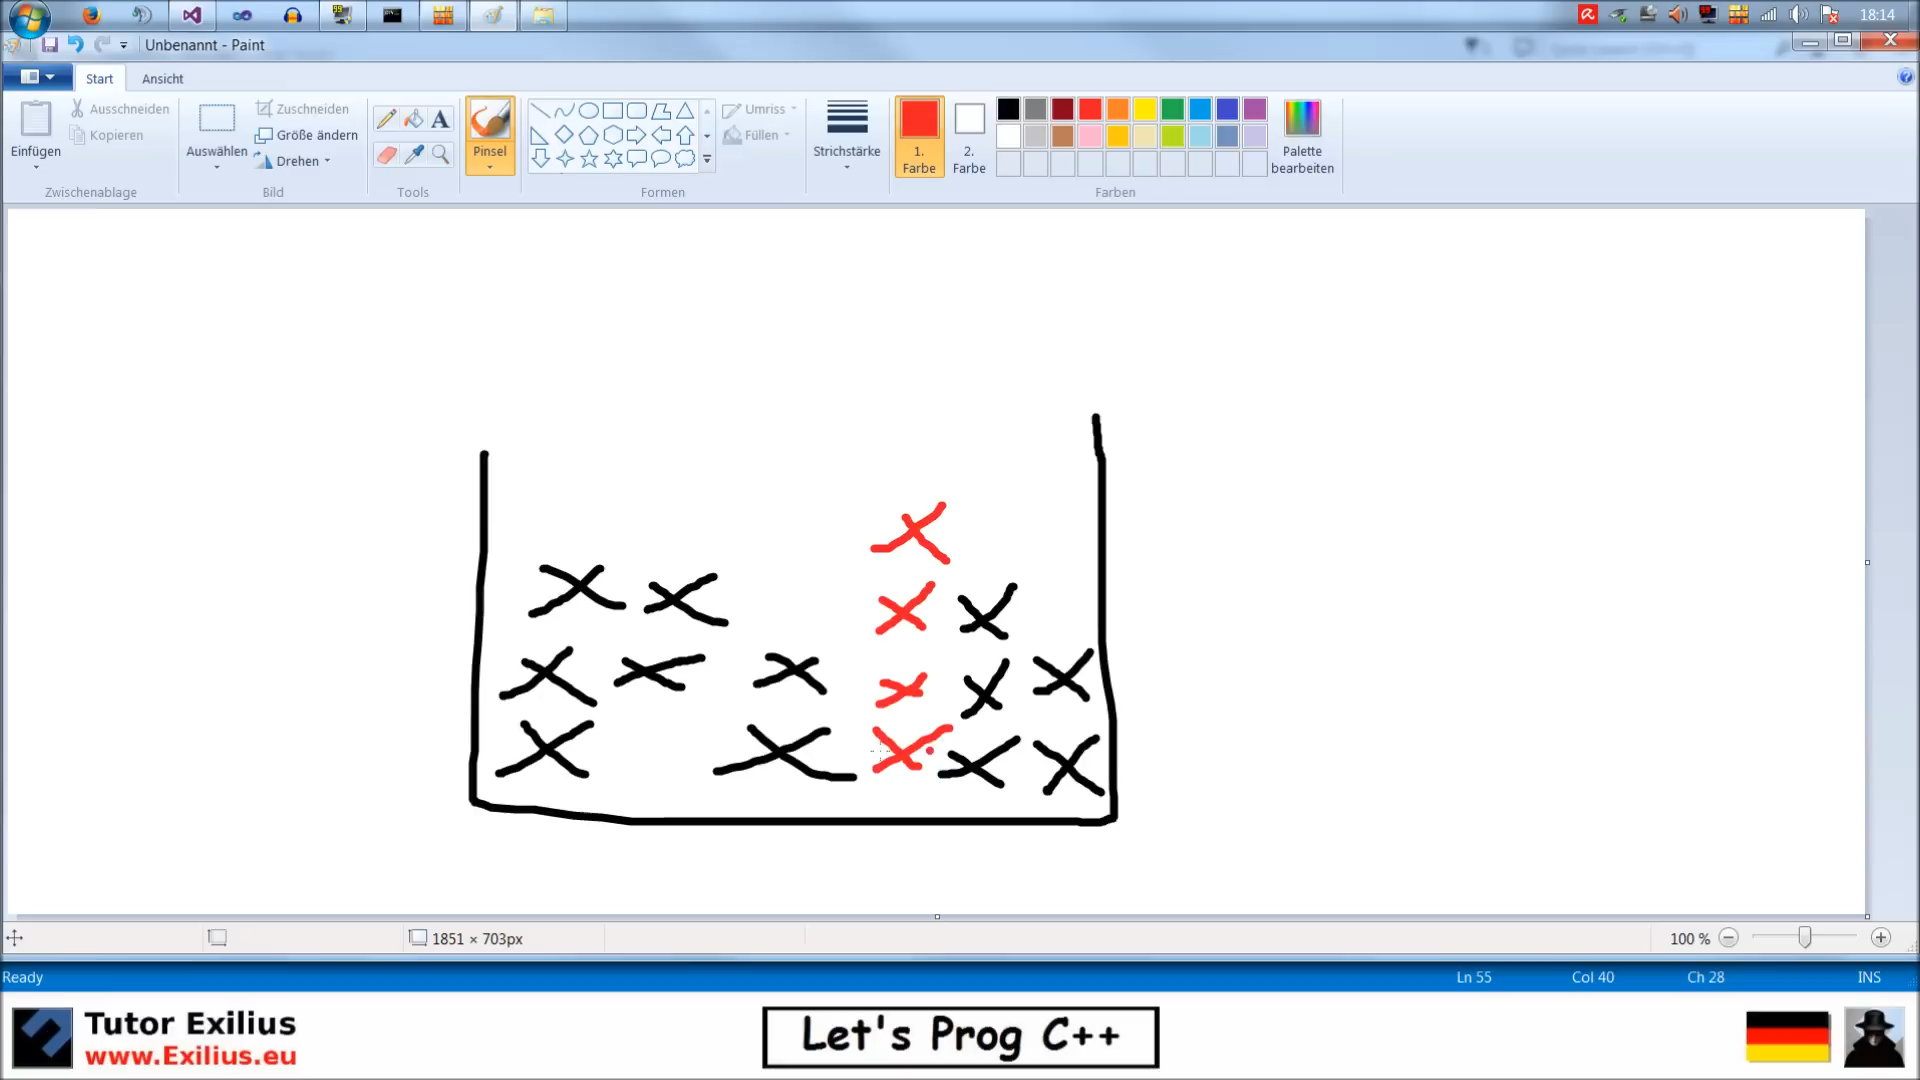 18:14
Unbenannt - Paint
Start
Ansicht
Einfügen
Ausschneiden
Kopieren
Zwischenablage
Auswählen
Zuschneiden
Größe ändern
Drehen
Bild
A
Tools
Pinsel
Umriss
Füllen
Formen
Strichstärke
1.
Farbe
2.
Farbe
Palette
bearbeiten
Farben
1851 × 703px
100 %
Ready
Ln 55
Col 40
Ch 28
INS
Tutor Exilius
www.Exilius.eu
Let's Prog C++